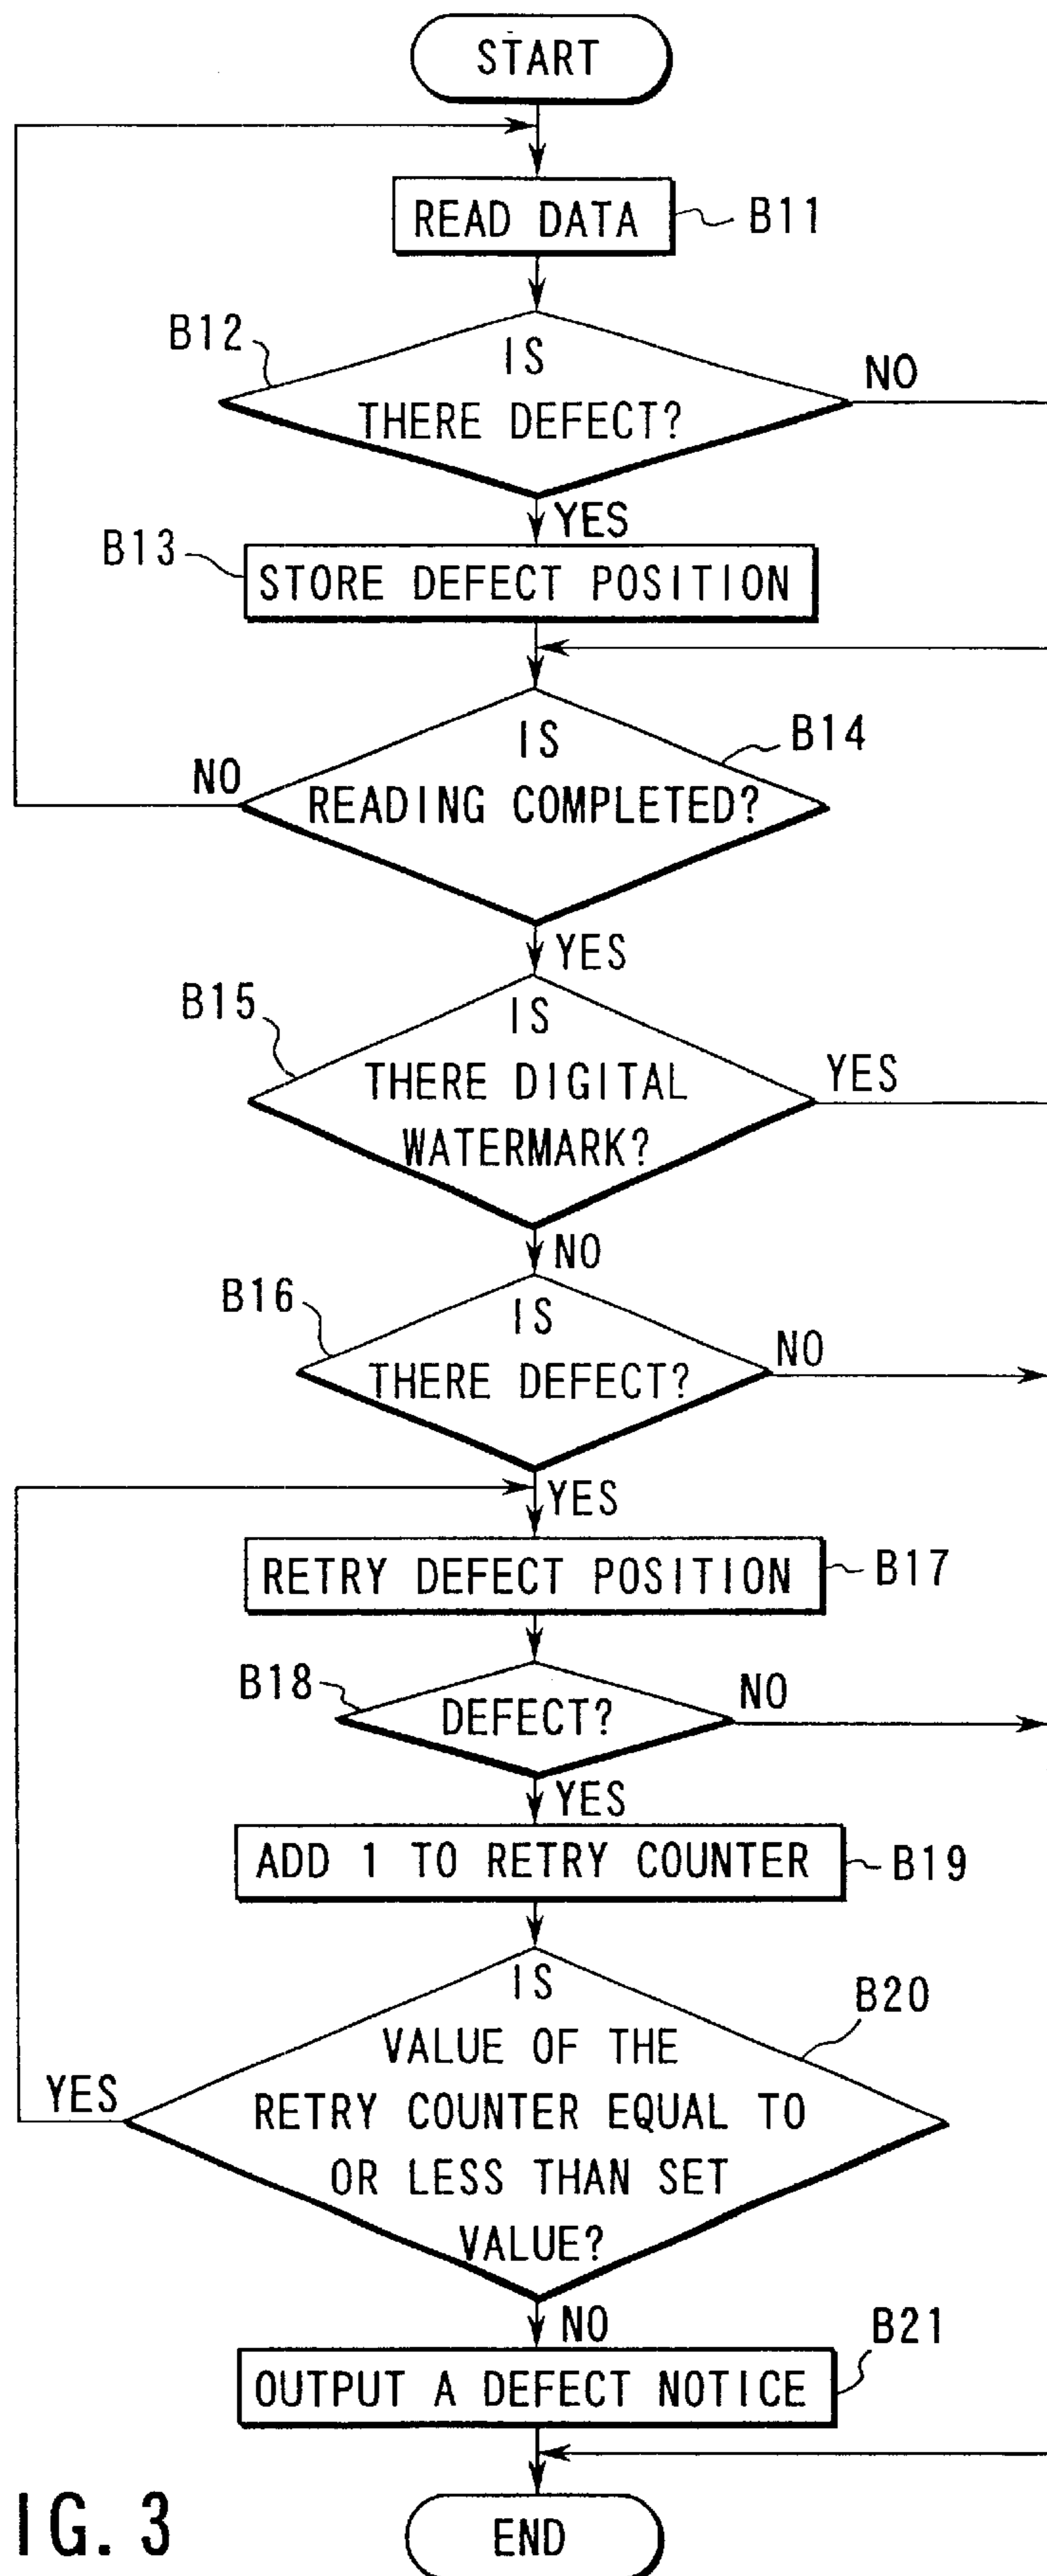 START
READ DATA
B11
B12
IS
THERE DEFECT?
NO
YES
B13
STORE DEFECT POSITION
IS
READING COMPLETED?
B14
NO
YES
B15
IS
THERE DIGITAL
WATERMARK?
YES
NO
B16
IS
THERE DEFECT?
NO
YES
RETRY DEFECT POSITION
B17
B18
DEFECT?
NO
YES
ADD 1 TO RETRY COUNTER
B19
IS
VALUE OF THE
RETRY COUNTER EQUAL TO
OR LESS THAN SET
VALUE?
B20
YES
NO
B21
OUTPUT A DEFECT NOTICE
END
IG. 3